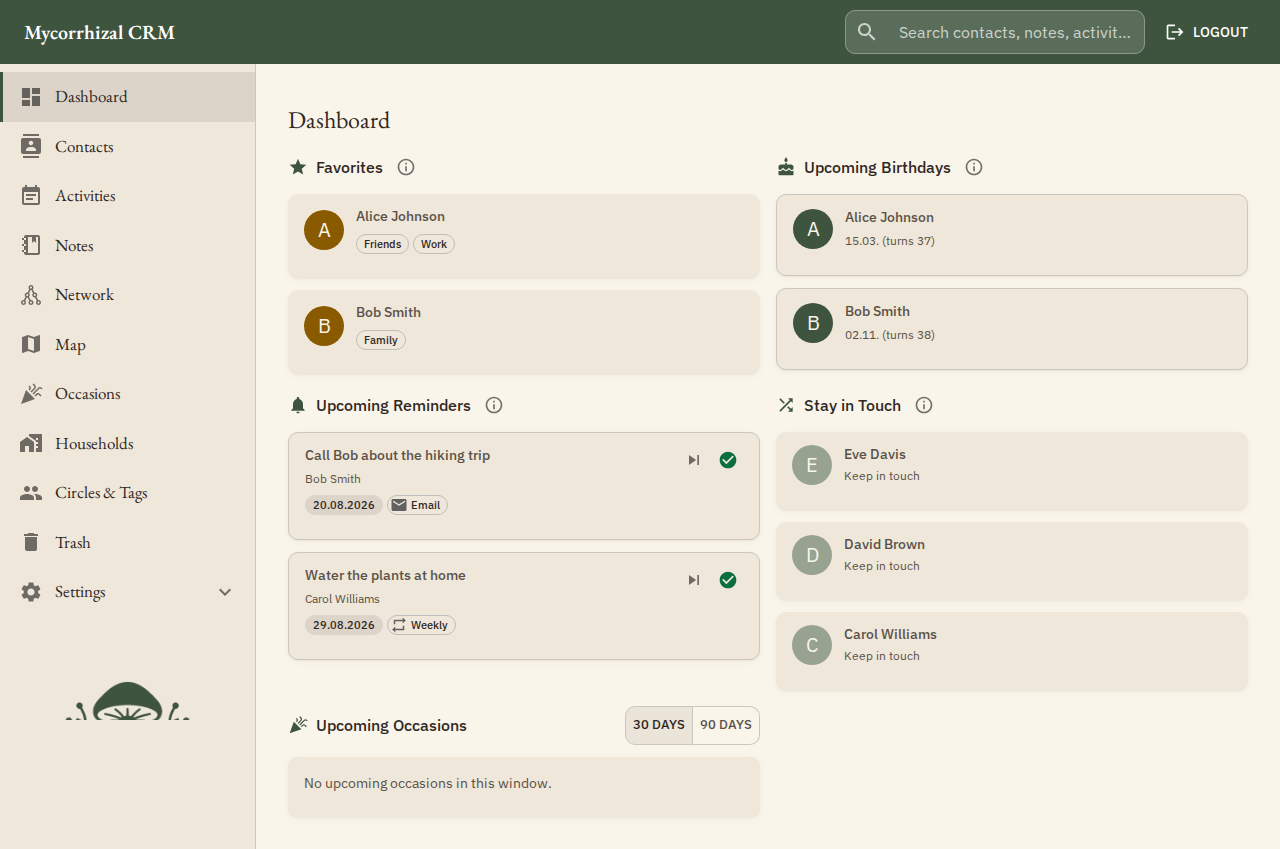 Mycorrhizal CRM
Search contacts, notes, activit...
LOGOUT
Dashboard
Contacts
Activities
Notes
Network
Map
Occasions
Households
Circles & Tags
Trash
Settings
Dashboard
Favorites
A
Alice Johnson
Friends Work
B
Bob Smith
Family
Upcoming Birthdays
A
Alice Johnson
15.03. (turns 37)
B
Bob Smith
02.11. (turns 38)
Upcoming Reminders
Call Bob about the hiking trip
Bob Smith
20.08.2026 Email
Water the plants at home
Carol Williams
29.08.2026 Weekly
Stay in Touch
E
Eve Davis
Keep in touch
D
David Brown
Keep in touch
C
Carol Williams
Keep in touch
Upcoming Occasions
30 DAYS 90 DAYS
No upcoming occasions in this window.